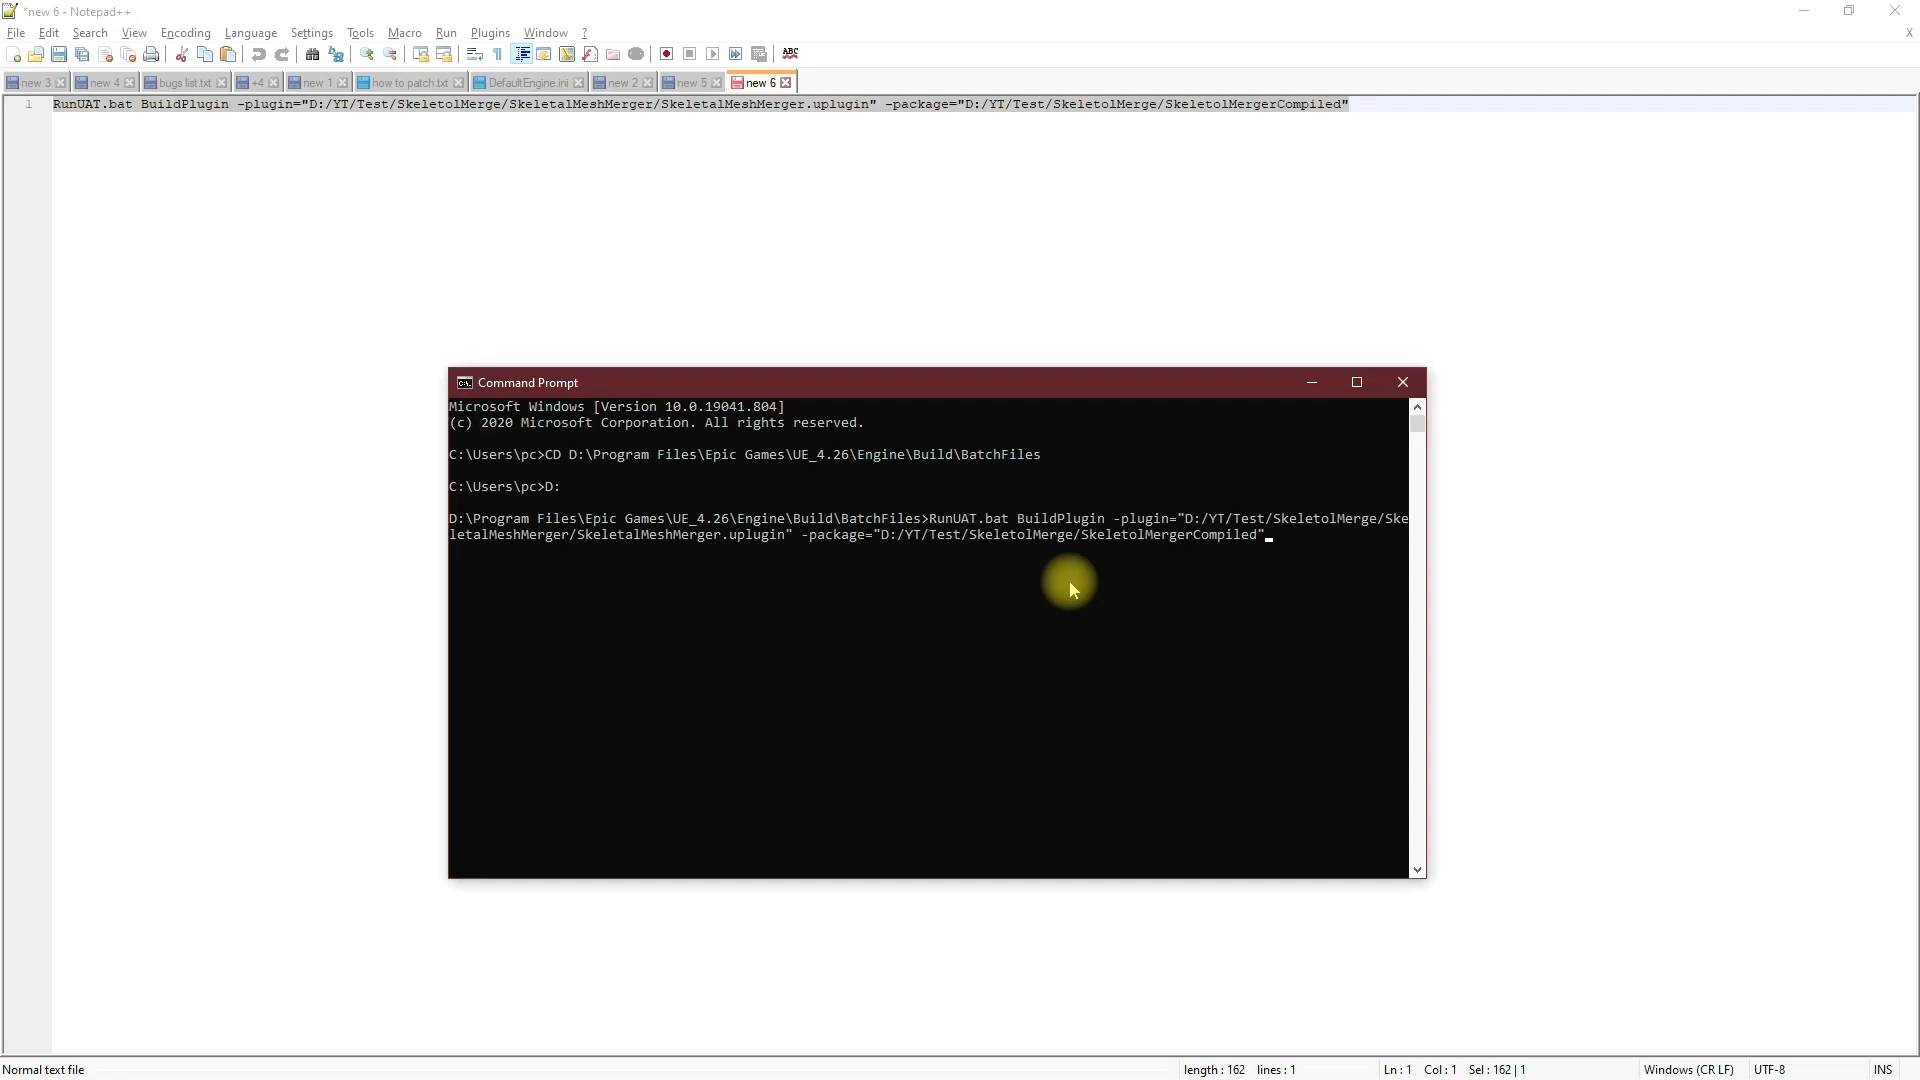 *new 6 - Notepad++
File Edit Search View Encoding Language Settings Tools Macro Run Plugins Window ? X
ABC
new 3 new 4 bugs list.txt +4 new 1 how to patch.txt DefaultEngine.ini new 2 new 5 new 6
1 RunUAT.bat BuildPlugin -plugin="D:/YT/Test/SkeletolMerge/SkeletalMeshMerger/SkeletalMeshMerger.uplugin" -package="D:/YT/Test/SkeletolMerge/SkeletolMergerCompiled"
C:\. Command Prompt
Microsoft Windows [Version 10.0.19041.804]
(c) 2020 Microsoft Corporation. All rights reserved.
C:\Users\pc>CD D:\Program Files\Epic Games\UE_4.26\Engine\Build\BatchFiles
C:\Users\pc>D:
D:\Program Files\Epic Games\UE_4.26\Engine\Build\BatchFiles>RunUAT.bat BuildPlugin -plugin="D:/YT/Test/SkeletolMerge/Ske
letalMeshMerger/SkeletalMeshMerger.uplugin" -package="D:/YT/Test/SkeletolMerge/SkeletolMergerCompiled"
Normal text file length : 162 lines : 1 Ln : 1 Col : 1 Sel : 162 | 1 Windows (CR LF) UTF-8 INS